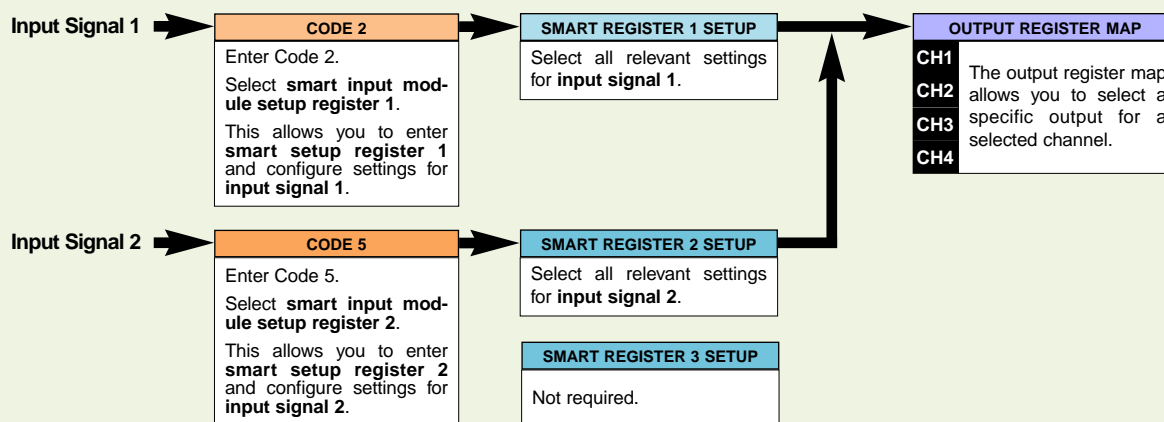 Input Signal 1
CODE 2
Enter Code 2.
Select smart input mod-
ule setup register 1.
This allows you to enter
smart setup register 1
and configure settings for
input signal 1.
SMART REGISTER 1 SETUP
Select all relevant settings
for input signal 1.
OUTPUT REGISTER MAP
CH1
CH2
CH3
CH4
The output register map
allows you to select a
specific output for a
selected channel.
Input Signal 2
CODE 5
Enter Code 5.
Select smart input mod-
ule setup register 2.
This allows you to enter
smart setup register 2
and configure settings for
input signal 2.
SMART REGISTER 2 SETUP
Select all relevant settings
for input signal 2.
SMART REGISTER 3 SETUP
Not required.